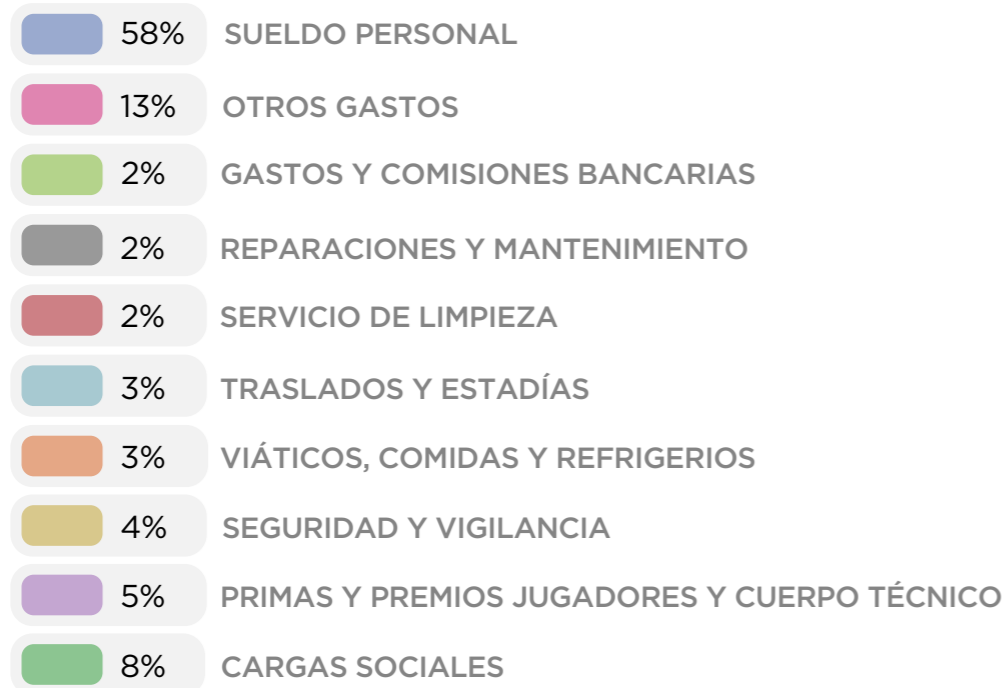 58% SUELDO PERSONAL
13% OTROS GASTOS
2% GASTOS Y COMISIONES BANCARIAS
2% REPARACIONES Y MANTENIMIENTO
2% SERVICIO DE LIMPIEZA
3% TRASLADOS Y ESTADÍAS
3% VIÁTICOS, COMIDAS Y REFRIGERIOS
4% SEGURIDAD Y VIGILANCIA
5% PRIMAS Y PREMIOS JUGADORES Y CUERPO TÉCNICO
8% CARGAS SOCIALES